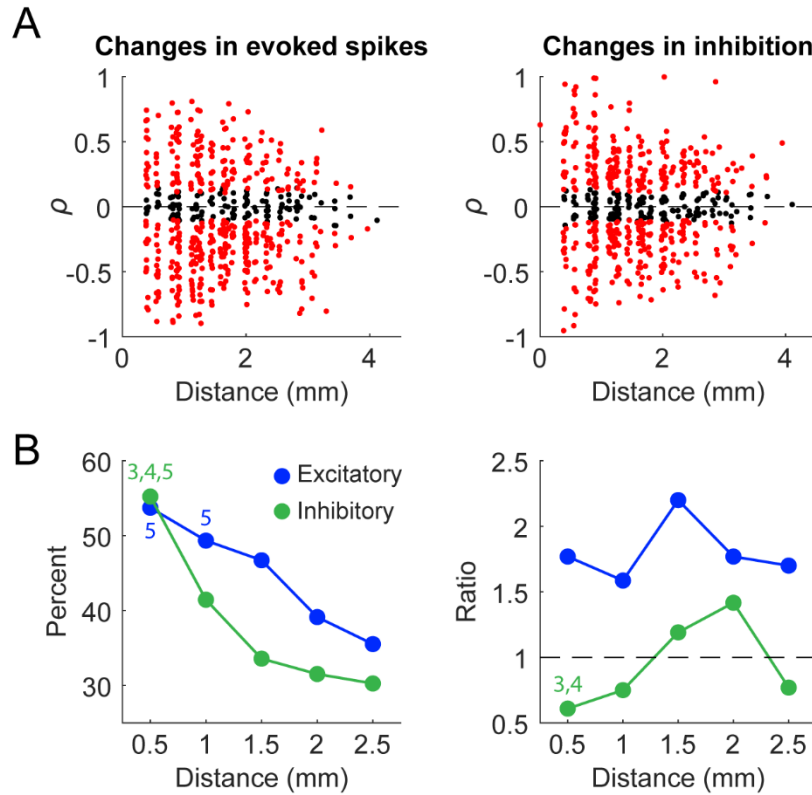 A
Changes in evoked spikes
Changes in inhibition
1
0.5
0
-0.5
-1
ρ
0
2
4
Distance (mm)
1
0.5
0
-0.5
-1
ρ
0
2
4
Distance (mm)
B
60
50
40
30
Percent
3,4,5
5
5
Excitatory
Inhibitory
0.5
1
1.5
2
2.5
Distance (mm)
2.5
2
1.5
1
0.5
Ratio
3,4
0.5
1
1.5
2
2.5
Distance (mm)